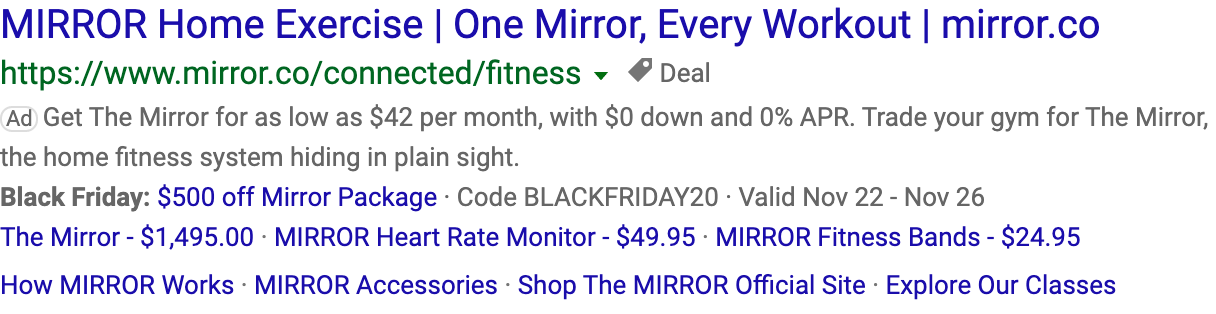 MIRROR Home Exercise | One Mirror, Every Workout | mirror.co
https://www.mirror.co/connected/fitness Deal
Ad Get The Mirror for as low as $42 per month, with $0 down and 0% APR. Trade your gym for The Mirror,
the home fitness system hiding in plain sight.
Black Friday: $500 off Mirror Package · Code BLACKFRIDAY20 · Valid Nov 22 - Nov 26
The Mirror - $1,495.00 · MIRROR Heart Rate Monitor - $49.95 · MIRROR Fitness Bands - $24.95
How MIRROR Works · MIRROR Accessories · Shop The MIRROR Official Site · Explore Our Classes